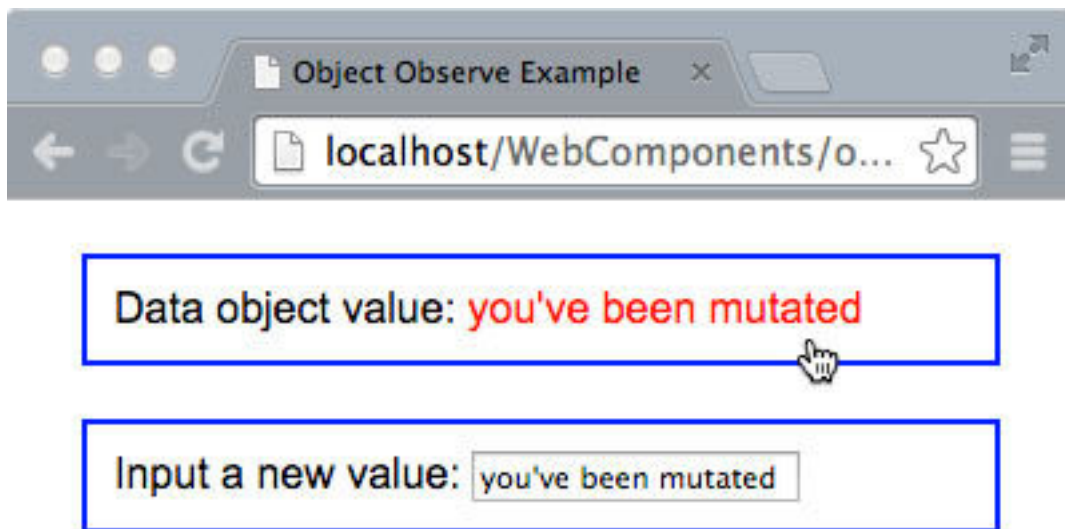 Object Observe Example
localhost/WebComponents/o...
Data object value: you've been mutated
Input a new value: you've been mutated